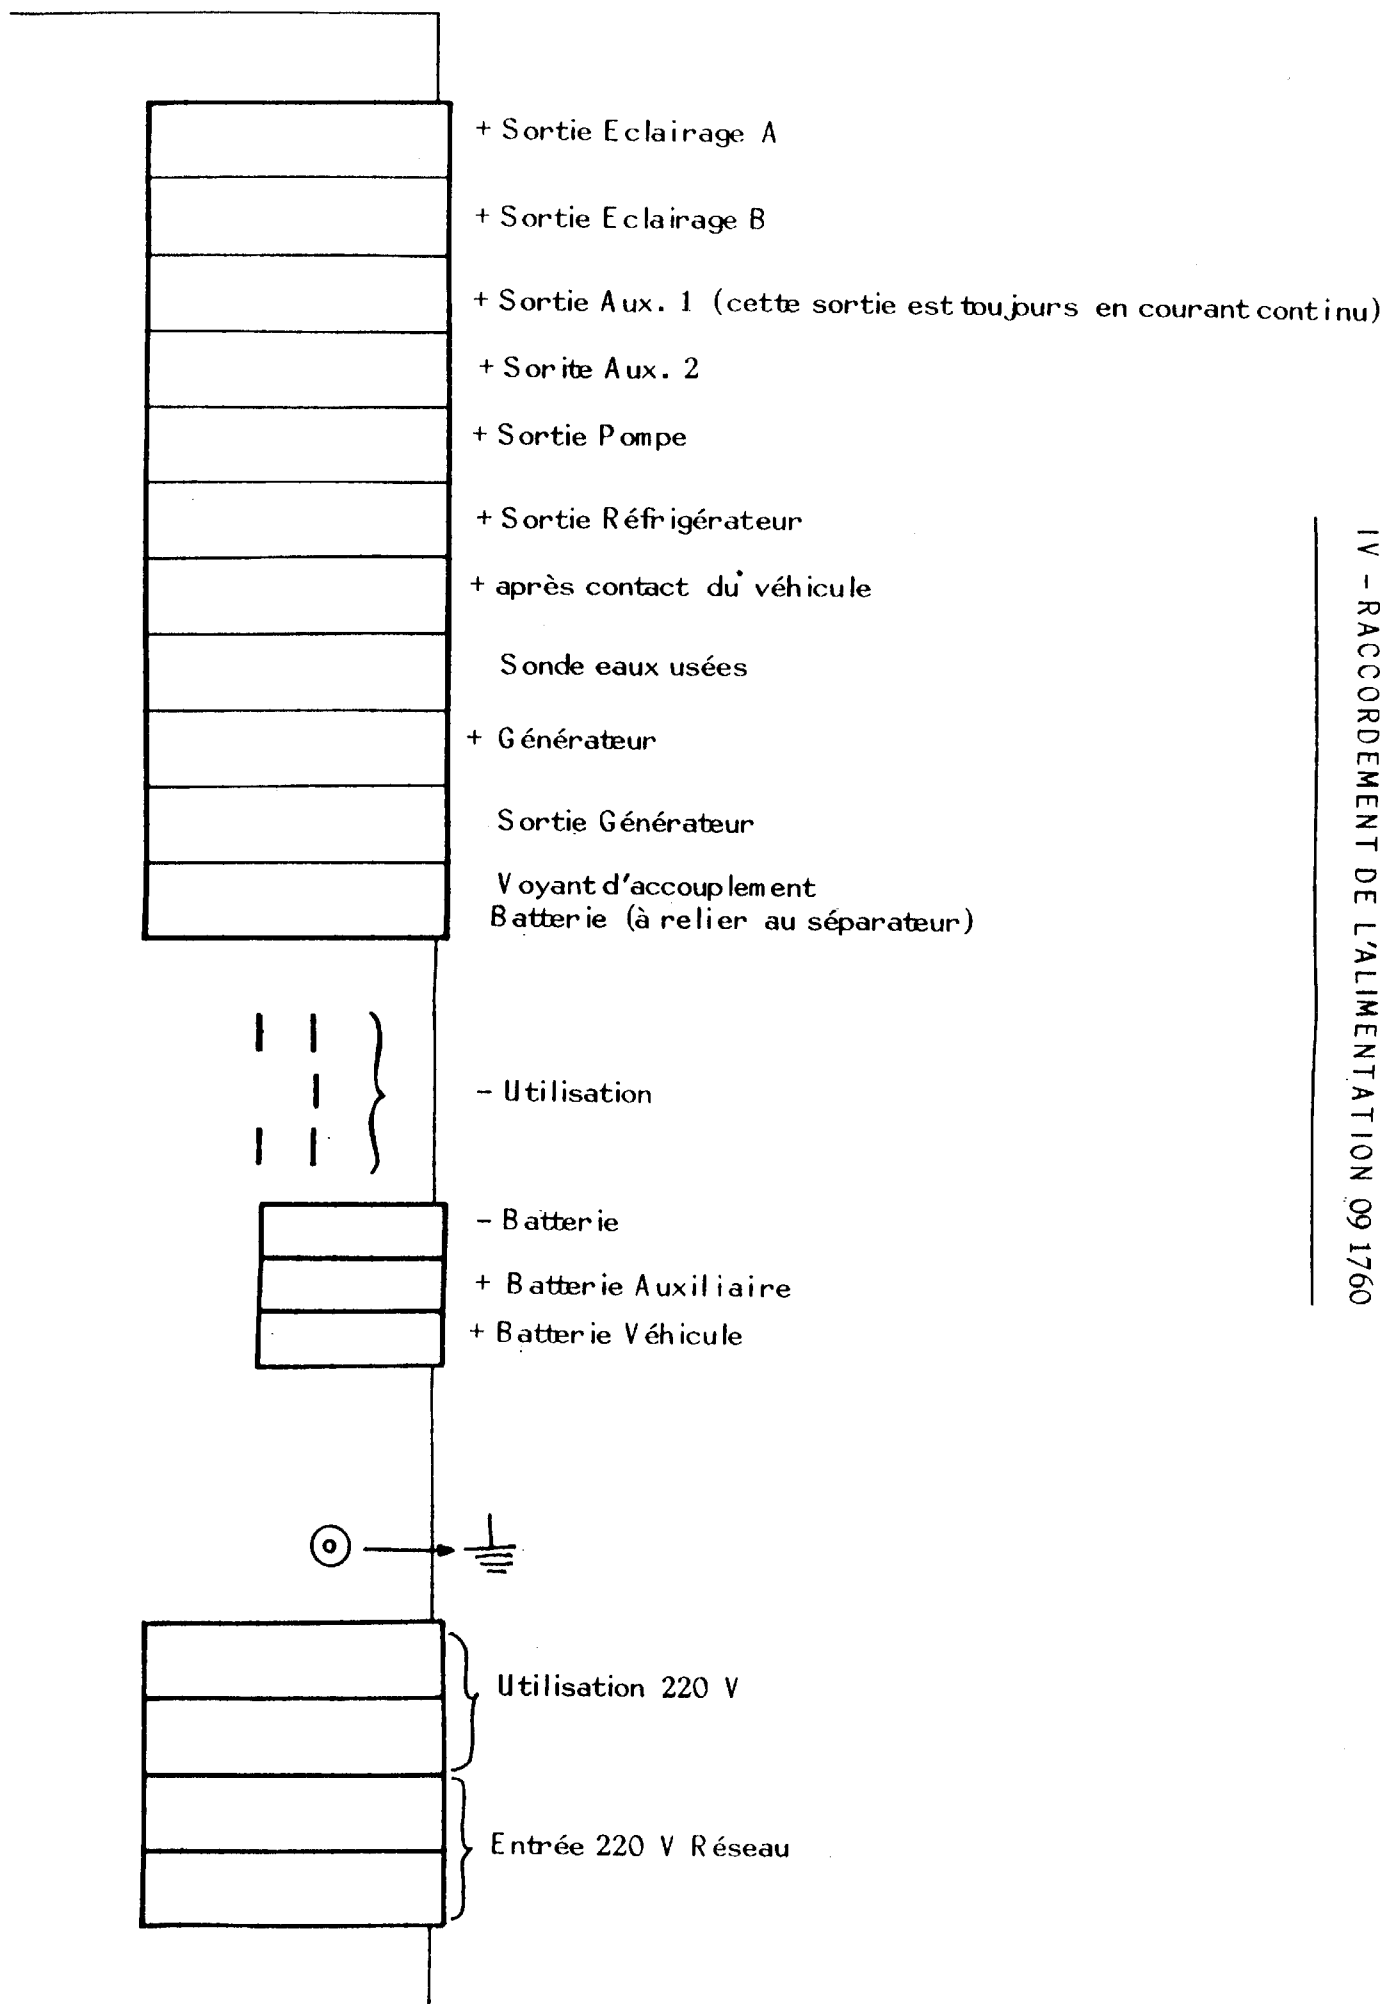 + Sortie Eclairage A
+ Sortie Eclairage B
+ Sortie Aux. 1 (cette sortie est toujours en courant continu)
+ Sorite Aux. 2
+ Sortie Pompe
+ Sortie Réfrigérateur
+ après contact du véhicule
Sonde eaux usées
+ Générateur
Sortie Générateur
Voyant d'accouplement
Batterie (à relier au séparateur)
- Utilisation
- Batterie
+ Batterie Auxiliaire
+ Batterie Véhicule
Utilisation 220 V
Entrée 220 V Réseau
IV - RACCORDEMENT DE L'ALIMENTATION 09 1760